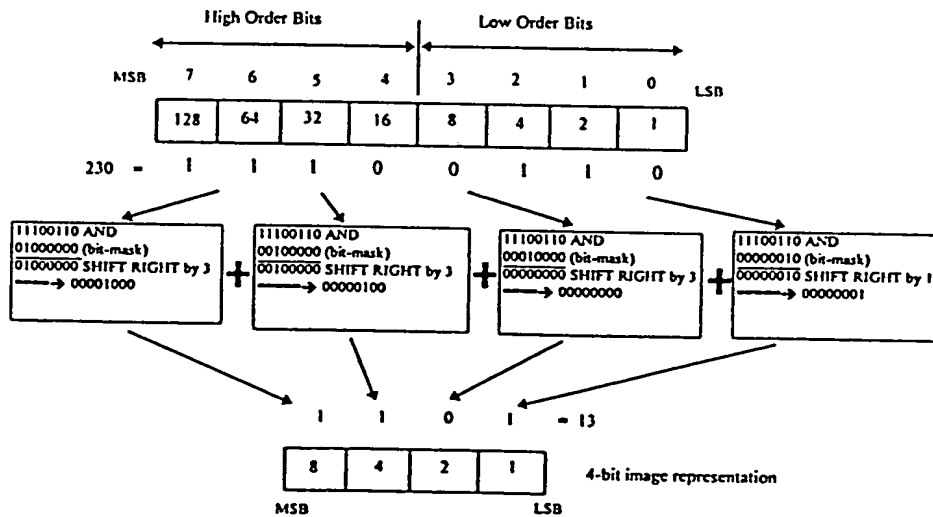 High Order Bits Low Order Bits
MSB 7 6 5 4 3 2 1 0 LSB
128 64 32 16 8 4 2 1
230 = 1 1 1 0 0 1 1 0
11100110 AND
01000000 (bit-mask)
01000000 SHIFT RIGHT by 3
00001000
+
11100110 AND
00100000 (bit-mask)
00100000 SHIFT RIGHT by 3
00000100
+
11100110 AND
00010000 (bit-mask)
00000000 SHIFT RIGHT by 3
00000000
+
11100110 AND
00000010 (bit-mask)
00000010 SHIFT RIGHT by 1
00000001
1 1 0 1 = 13
8 4 2 1 4-bit image representation
MSB LSB